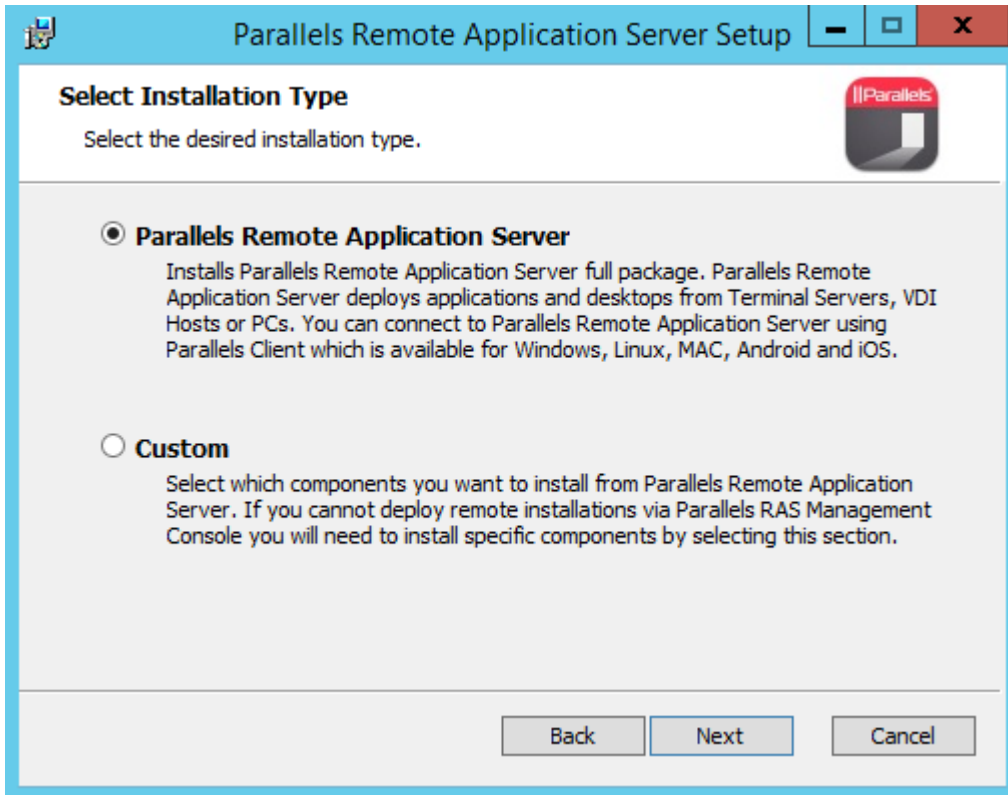 Parallels Remote Application Server Setup
Select Installation Type
Select the desired installation type.
||Parallels®
Parallels Remote Application Server
Installs Parallels Remote Application Server full package. Parallels Remote
Application Server deploys applications and desktops from Terminal Servers, VDI
Hosts or PCs. You can connect to Parallels Remote Application Server using
Parallels Client which is available for Windows, Linux, MAC, Android and iOS.
Custom
Select which components you want to install from Parallels Remote Application
Server. If you cannot deploy remote installations via Parallels RAS Management
Console you will need to install specific components by selecting this section.
Back
Next
Cancel